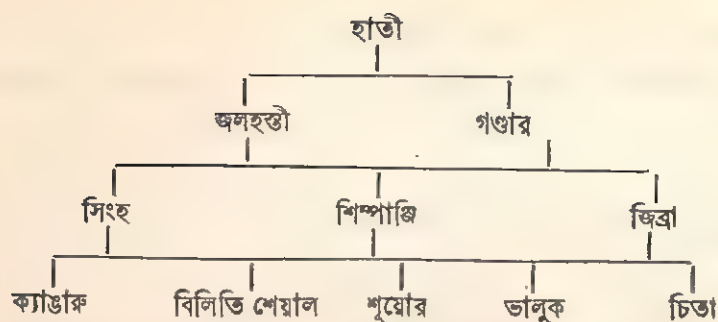 হাতী
জলহস্তী গণ্ডার
সিংহ শিম্পাঞ্জি জিব্রা
ক্যাঙারু বিলিতি শেয়াল শূয়োর ভালুক চিতা